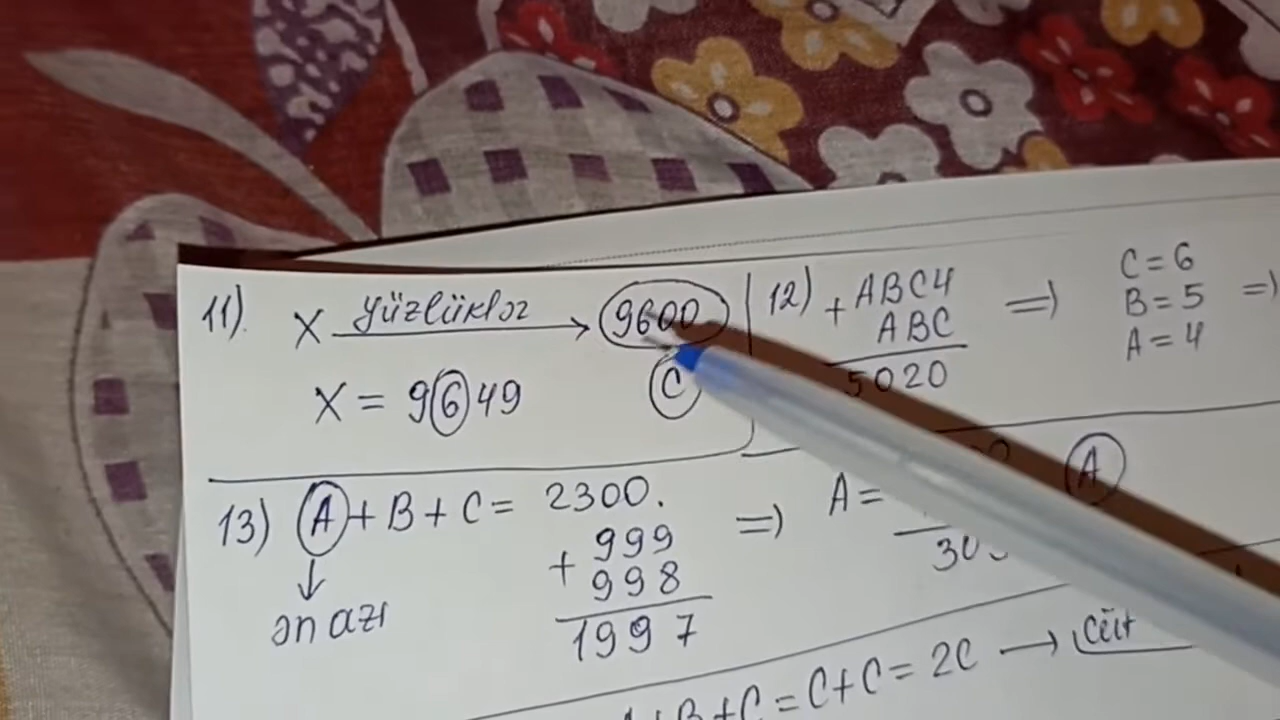 11). X yüzlüklər → 9600
X = 9649 C
12) + ABC4 => C = 6 =>
ABC B = 5
5020 A = 4
A
13) A + B + C = 2300. => A =
+ 999
998
ən azı
1997
+ B + C = C + C = 2C → cüt